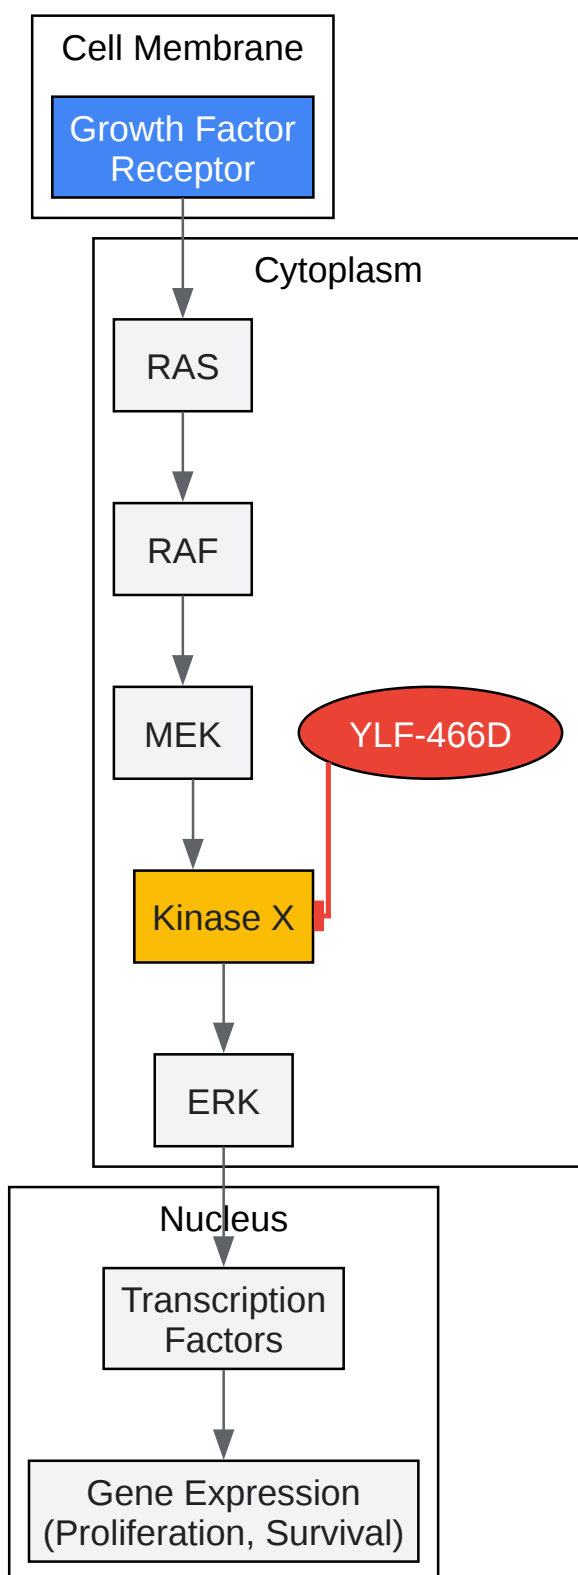 Cell Membrane
Growth Factor
Receptor
Cytoplasm
RAS
RAF
MEK
YLF-466D
Kinase X
ERK
Nucleus
Transcription
Factors
Gene Expression
(Proliferation, Survival)